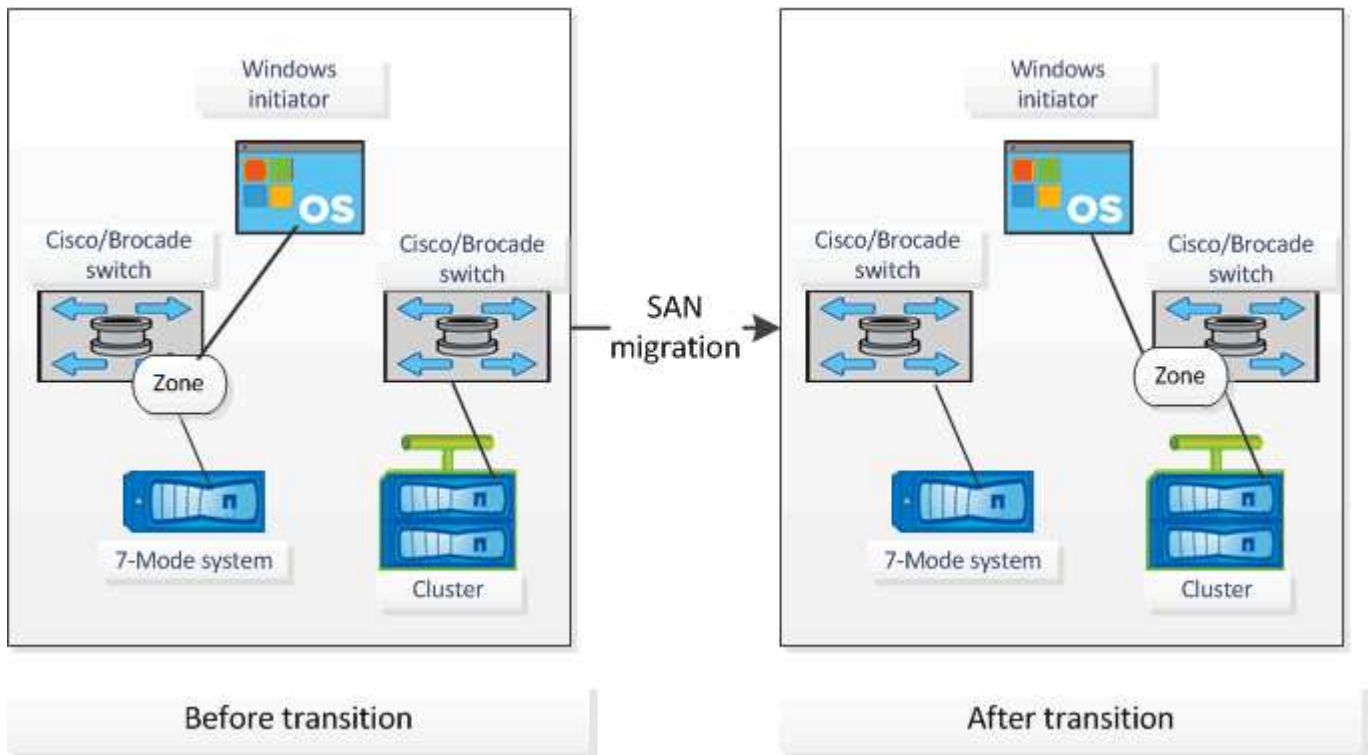 Windows
initiator
OS
Cisco/Brocade
switch
Cisco/Brocade
switch
Zone
7-Mode system
n
n
n
Cluster
Before transition
SAN
migration
Windows
initiator
OS
Cisco/Brocade
switch
Cisco/Brocade
switch
Zone
7-Mode system
n
n
n
Cluster
After transition